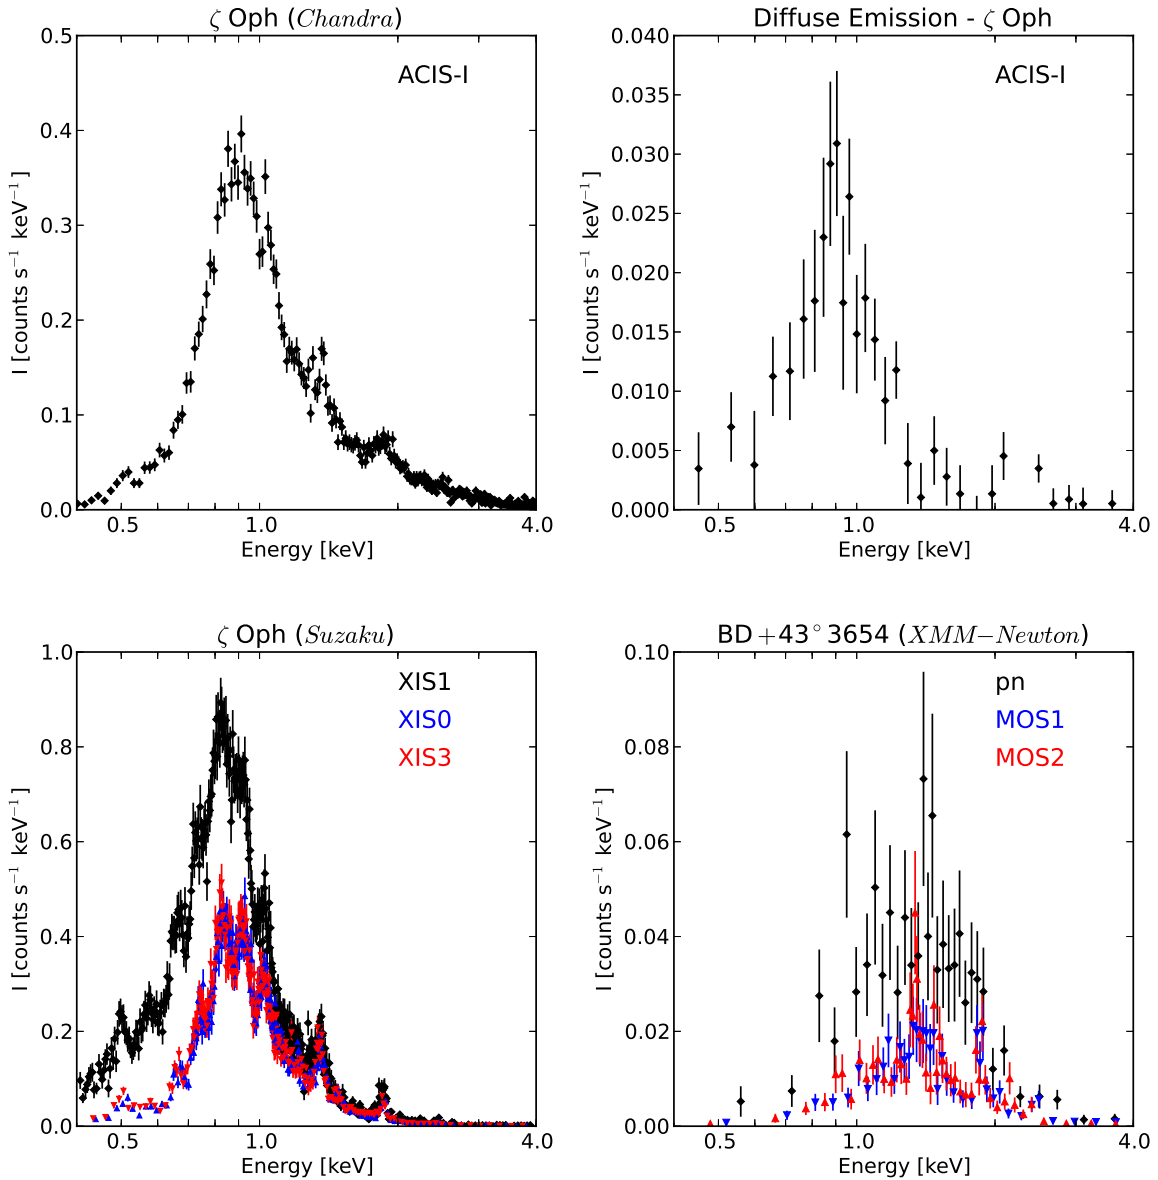 ζ Oph (Chandra)
ACIS-I
I [counts s⁻¹ keV⁻¹]
0.5
0.4
0.3
0.2
0.1
0.0
0.5 1.0 4.0
Energy [keV]
Diffuse Emission - ζ Oph
ACIS-I
I [counts s⁻¹ keV⁻¹]
0.040
0.035
0.030
0.025
0.020
0.015
0.010
0.005
0.000
0.5 1.0 4.0
Energy [keV]
ζ Oph (Suzaku)
XIS1
XIS0
XIS3
I [counts s⁻¹ keV⁻¹]
1.0
0.8
0.6
0.4
0.2
0.0
0.5 1.0 4.0
Energy [keV]
BD +43° 3654 (XMM−Newton)
pn
MOS1
MOS2
I [counts s⁻¹ keV⁻¹]
0.10
0.08
0.06
0.04
0.02
0.00
0.5 1.0 4.0
Energy [keV]